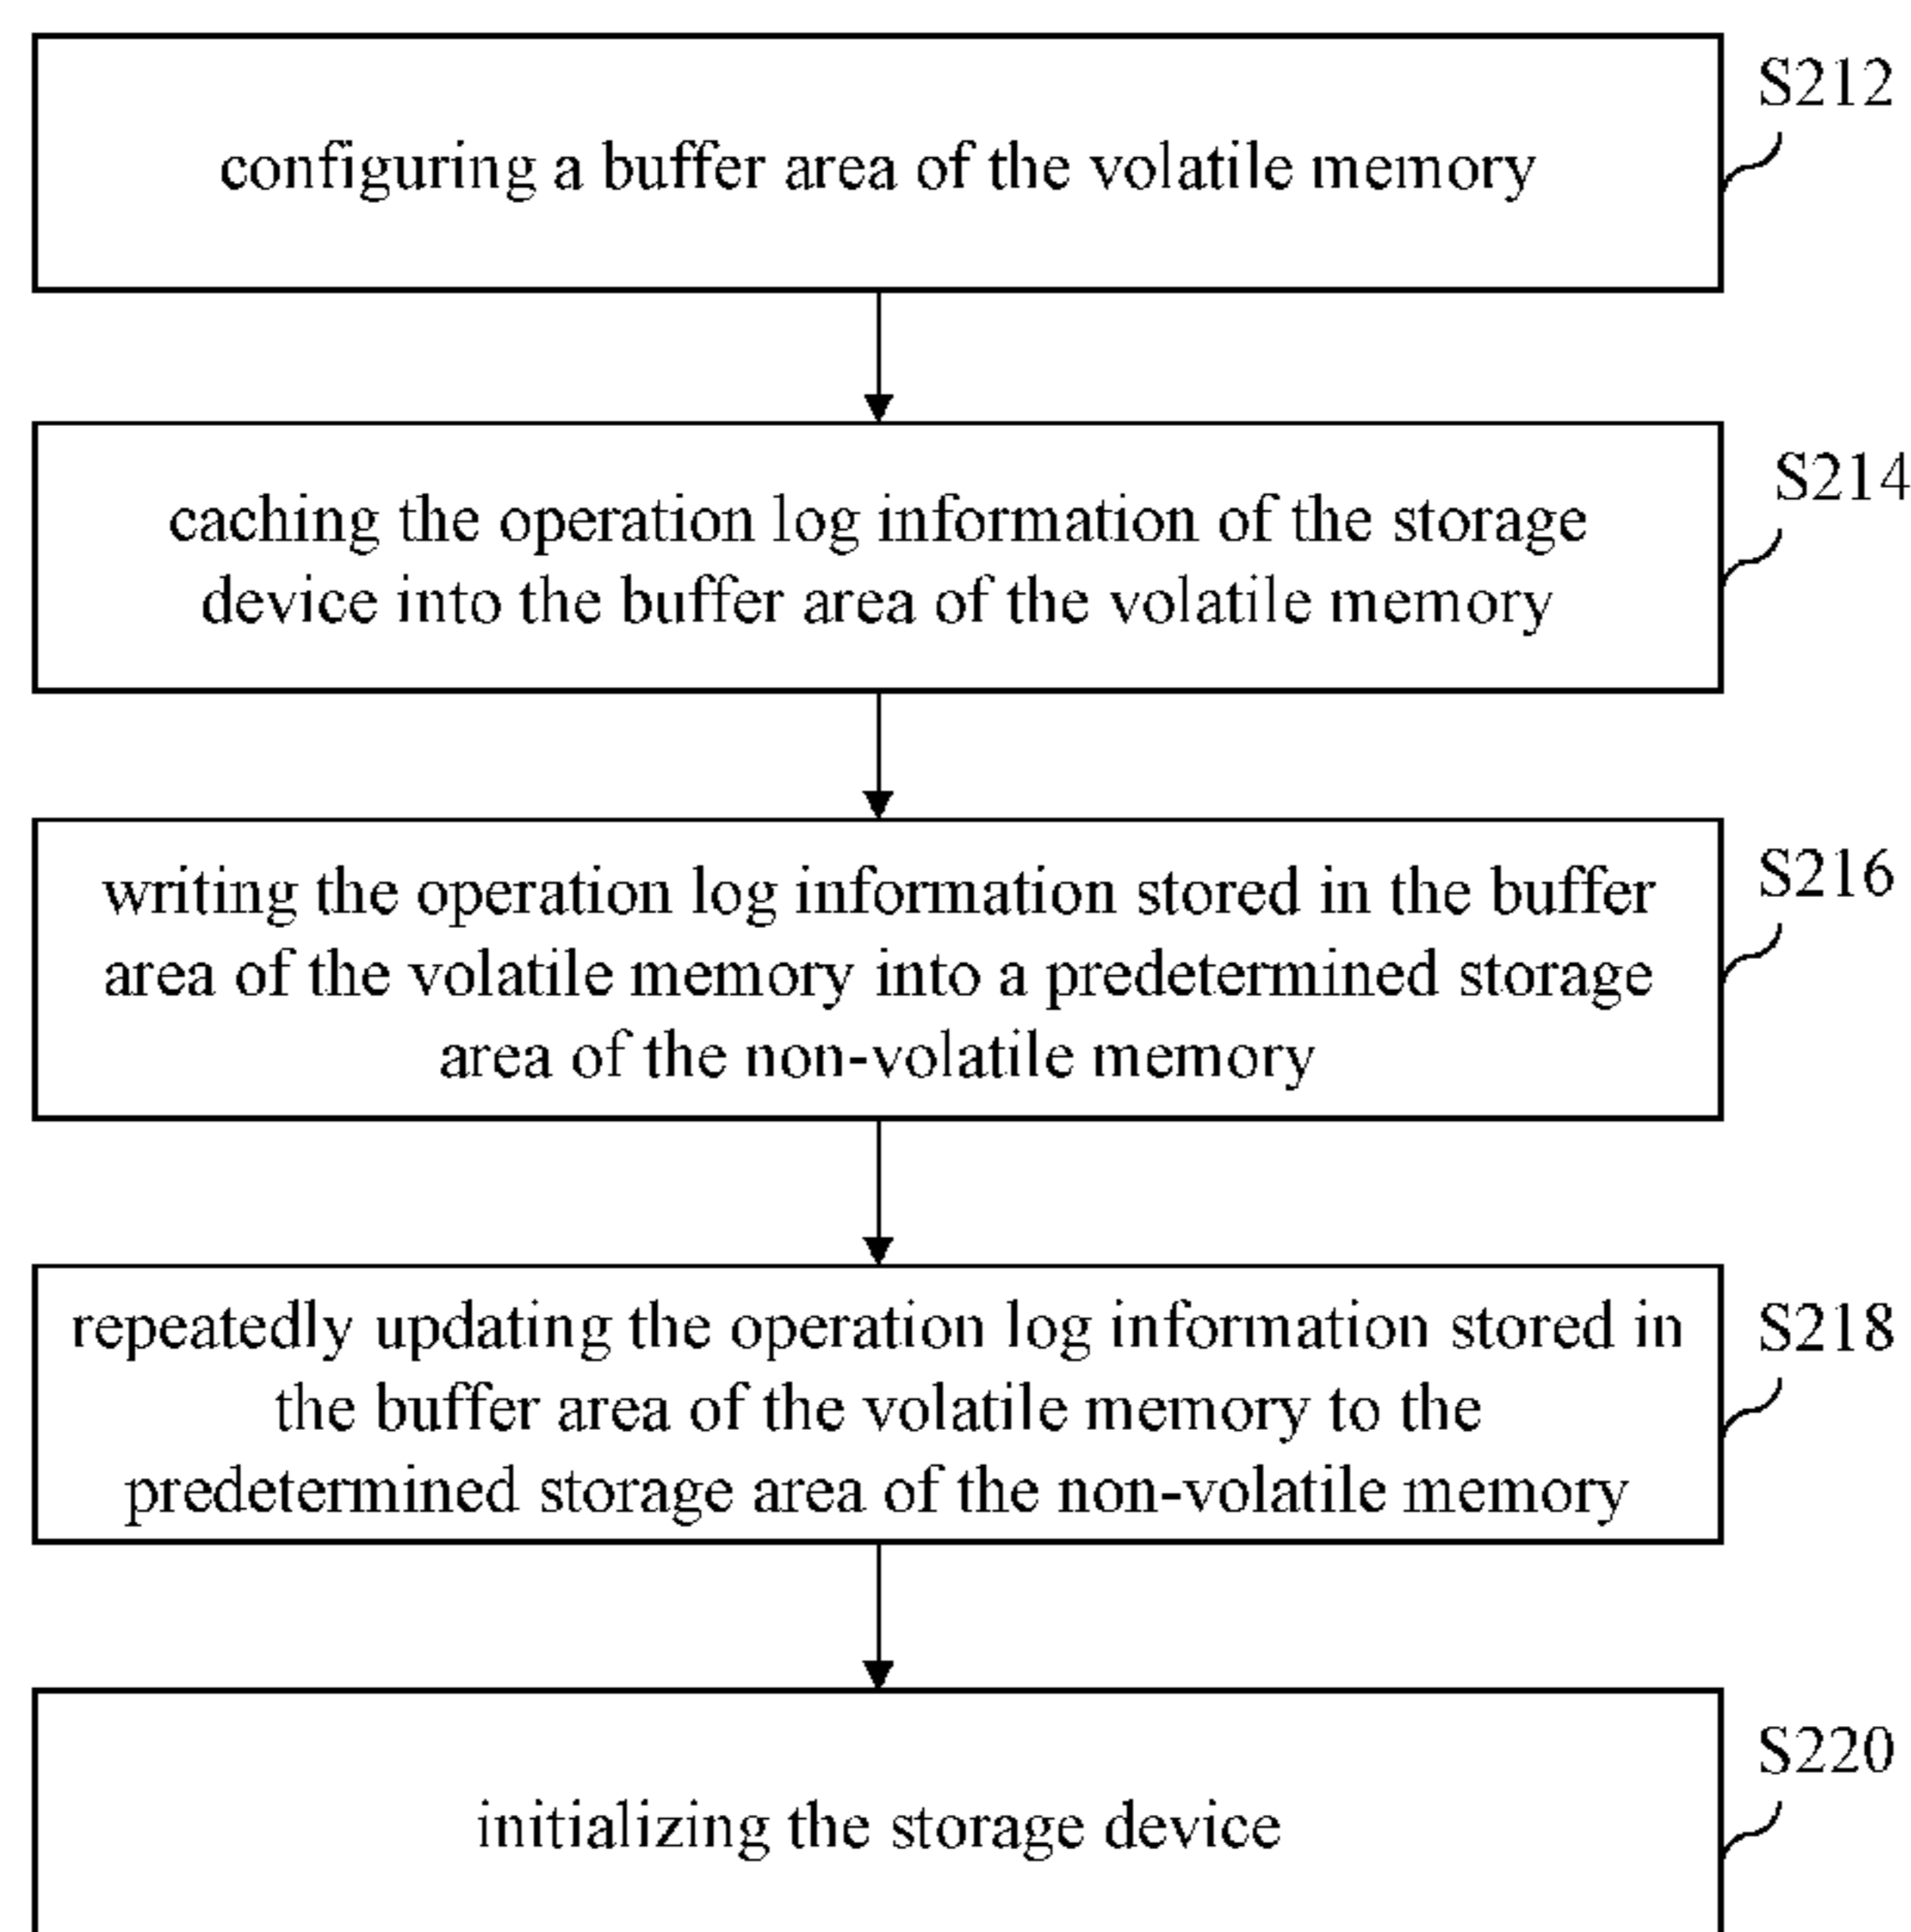 S212
configuring a buffer area of the volatile memory
S214
caching the operation log information of the storage
device into the buffer area of the volatile memory
S216
writing the operation log information stored in the buffer
area of the volatile memory into a predetermined storage
area of the non-volatile memory
S218
repeatedly updating the operation log information stored in
the buffer area of the volatile memory to the
predetermined storage area of the non-volatile memory
S220
initializing the storage device